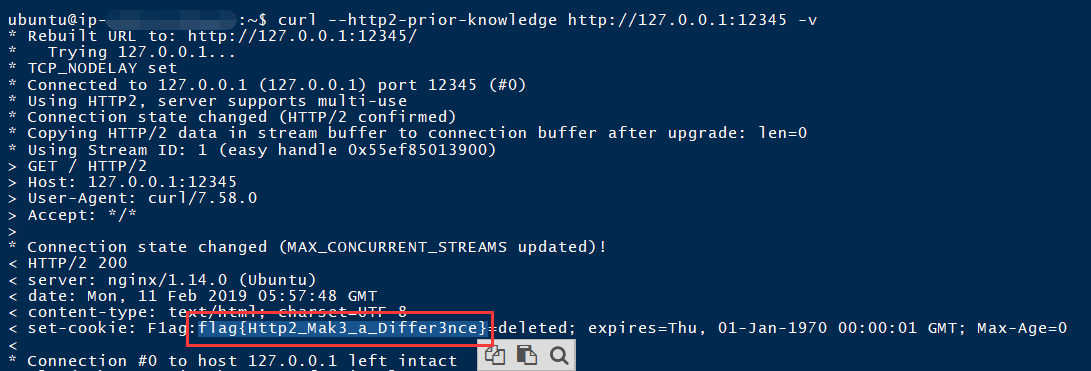 ubuntu@ip-:~$ curl --http2-prior-knowledge http://127.0.0.1:12345 -v
* Rebuilt URL to: http://127.0.0.1:12345/
*   Trying 127.0.0.1...
* TCP_NODELAY set
* Connected to 127.0.0.1 (127.0.0.1) port 12345 (#0)
* Using HTTP2, server supports multi-use
* Connection state changed (HTTP/2 confirmed)
* Copying HTTP/2 data in stream buffer to connection buffer after upgrade: len=0
* Using Stream ID: 1 (easy handle 0x55ef85013900)
> GET / HTTP/2
> Host: 127.0.0.1:12345
> User-Agent: curl/7.58.0
> Accept: */*
>
* Connection state changed (MAX_CONCURRENT_STREAMS updated)!
< HTTP/2 200
< server: nginx/1.14.0 (Ubuntu)
< date: Mon, 11 Feb 2019 05:57:48 GMT
< content-type: text/html; charset=UTF-8
< set-cookie: F1ag:flag{Http2_Mak3_a_Differ3nce}=deleted; expires=Thu, 01-Jan-1970 00:00:01 GMT; Max-Age=0
<
* Connection #0 to host 127.0.0.1 left intact